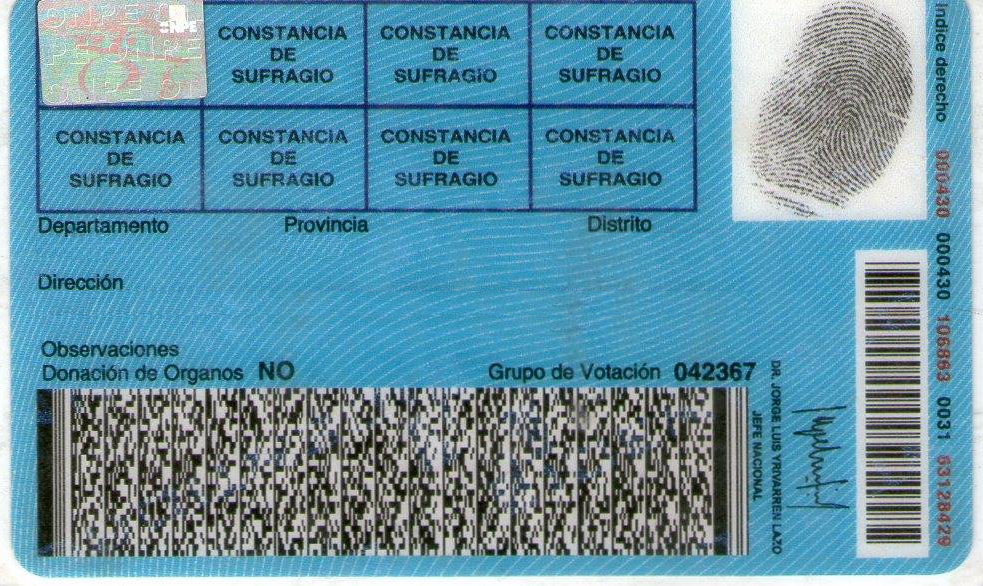 ONPE
CONSTANCIA DE SUFRAGIO
CONSTANCIA DE SUFRAGIO
CONSTANCIA DE SUFRAGIO
CONSTANCIA DE SUFRAGIO
CONSTANCIA DE SUFRAGIO
CONSTANCIA DE SUFRAGIO
CONSTANCIA DE SUFRAGIO
Departamento Provincia Distrito
Dirección
Observaciones
Donación de Organos NO Grupo de Votación 042367
DR. JORGE LUIS YRIVARREN LAZO
JEFE NACIONAL
Indice derecho 000430 000430 106863 0031 63128429